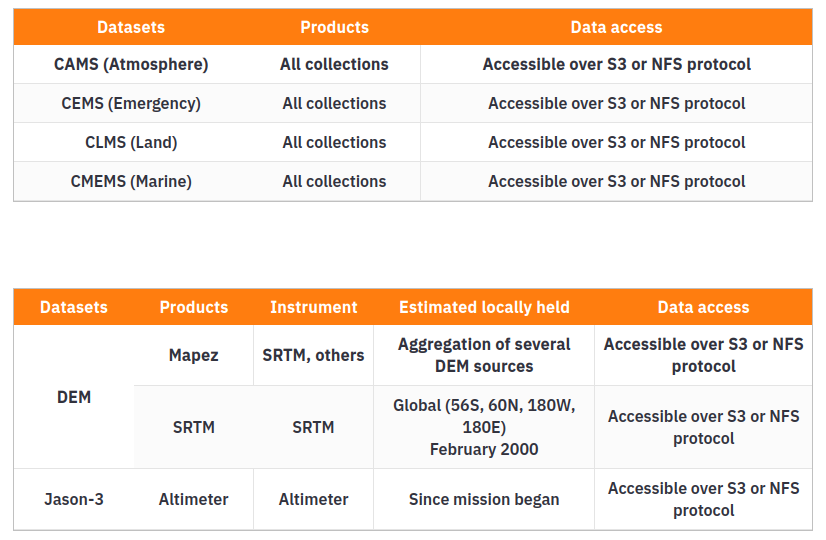 Datasets Products Data access
CAMS (Atmosphere) All collections Accessible over S3 or NFS protocol
CEMS (Emergency) All collections Accessible over S3 or NFS protocol
CLMS (Land) All collections Accessible over S3 or NFS protocol
CMEMS (Marine) All collections Accessible over S3 or NFS protocol
Datasets Products Instrument Estimated locally held Data access
DEM
Mapez
SRTM, others
Aggregation of several
DEM sources
Accessible over S3 or NFS
protocol
SRTM
SRTM
Global (56S, 60N, 180W,
180E)
February 2000
Accessible over S3 or NFS
protocol
Jason-3
Altimeter
Altimeter
Since mission began
Accessible over S3 or NFS
protocol